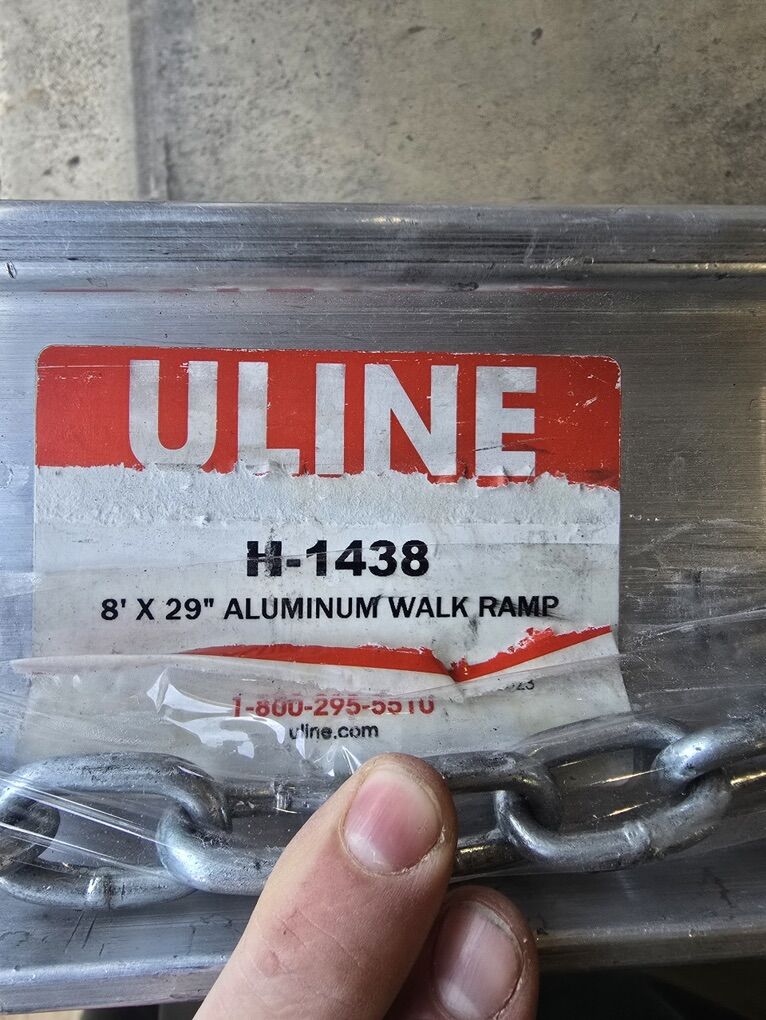 ULINE
H-1438
8' X 29" ALUMINUM WALK RAMP
1-800-295-5510
uline.com